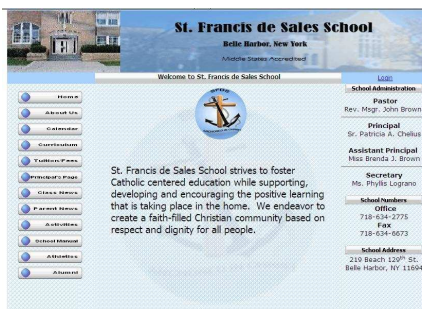 St. Francis de Sales School
Belle Harbor, New York
Middle States Accredited
Welcome to St. Francis de Sales School
Login
Home
About Us
Calendar
Curriculum
Tuition/Fees
Principal's Page
Class News
Parent News
Activities
School Manual
Athletics
Alumni
SFDS
St. Francis de Sales School strives to foster
Catholic centered education while supporting,
developing and encouraging the positive learning
that is taking place in the home. We endeavor to
create a faith-filled Christian community based on
respect and dignity for all people.
School Administration
Pastor
Rev. Msgr. John Brown
Principal
Sr. Patricia A. Chelius
Assistant Principal
Miss Brenda J. Brown
Secretary
Ms. Phyllis Lograno
School Numbers
Office
718-634-2775
Fax
718-634-6673
School Address
219 Beach 129th St.
Belle Harbor, NY 11694